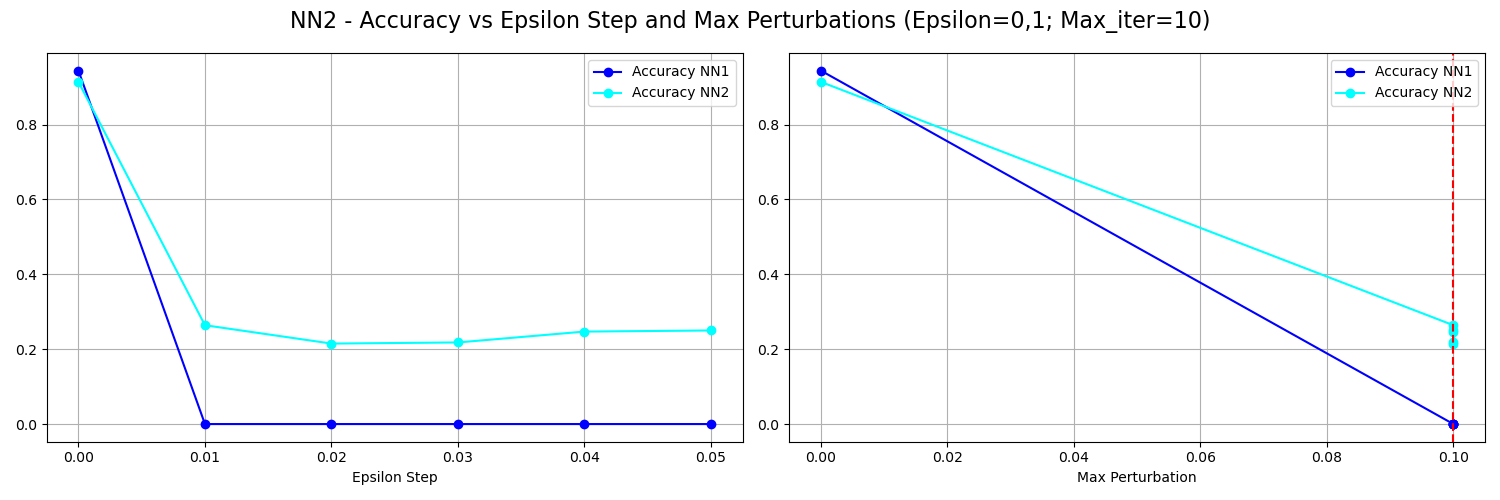 NN2 - Accuracy vs Epsilon Step and Max Perturbations (Epsilon=0,1; Max_iter=10)
Accuracy NN1
Accuracy NN2
0.8
0.6
0.4
0.2
0.0
0.00 0.01 0.02 0.03 0.04 0.05
Epsilon Step
Accuracy NN1
Accuracy NN2
0.8
0.6
0.4
0.2
0.0
0.00 0.02 0.04 0.06 0.08 0.10
Max Perturbation